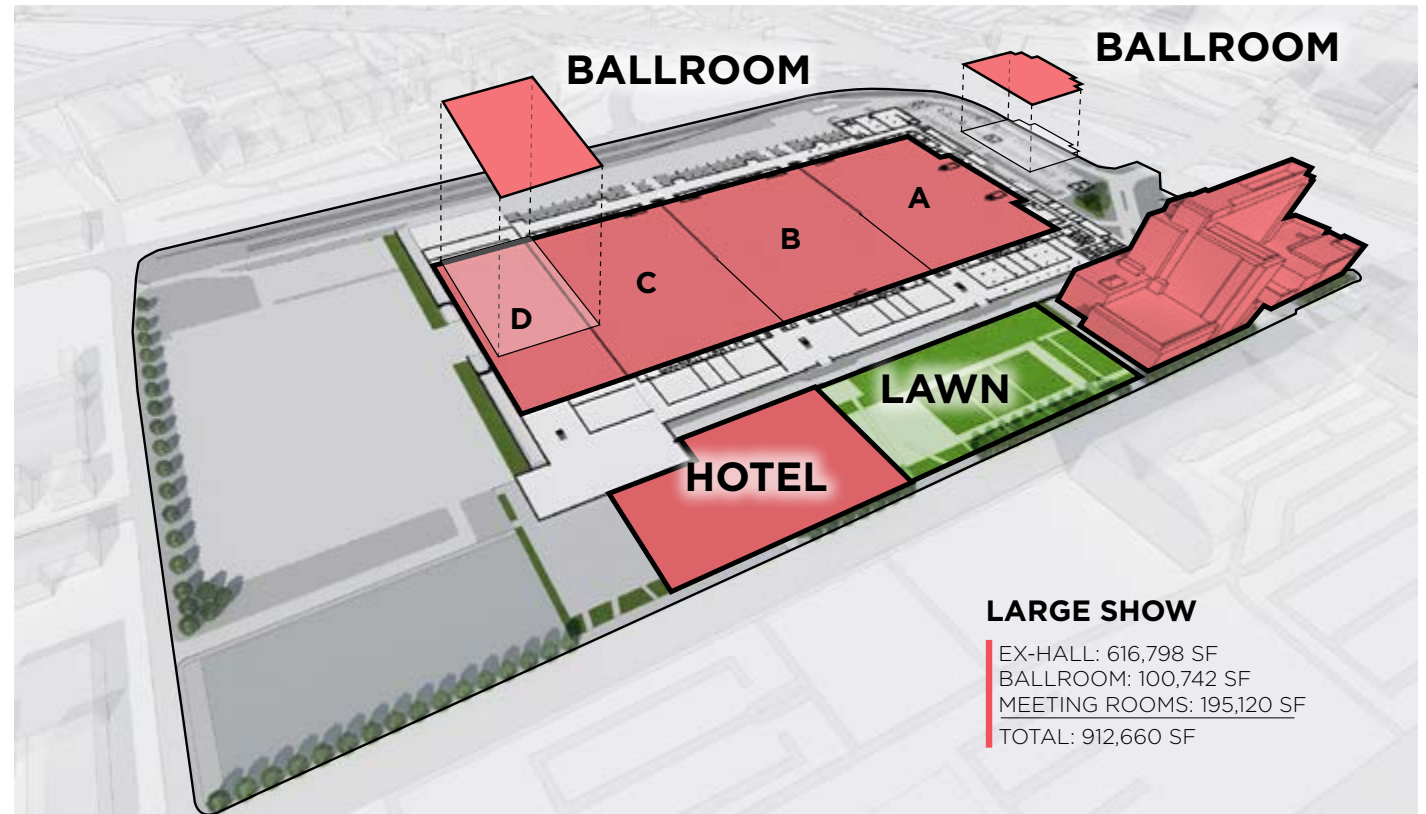 BALLROOM
BALLROOM
A
B
C
D
LAWN
HOTEL
LARGE SHOW
EX-HALL: 616,798 SF
BALLROOM: 100,742 SF
MEETING ROOMS: 195,120 SF
TOTAL: 912,660 SF